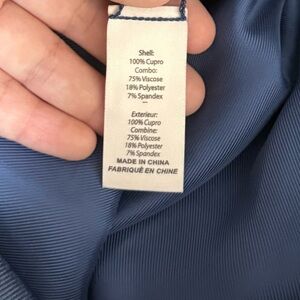 Shell:
100% Cupro
Combo:
75% Viscose
18% Polyester
7% Spandex
—
Exterieur:
100% Cupro
Combine:
75% Viscose
18% Polyester
7% Spandex
MADE IN CHINA
FABRIQUÉ EN CHINE